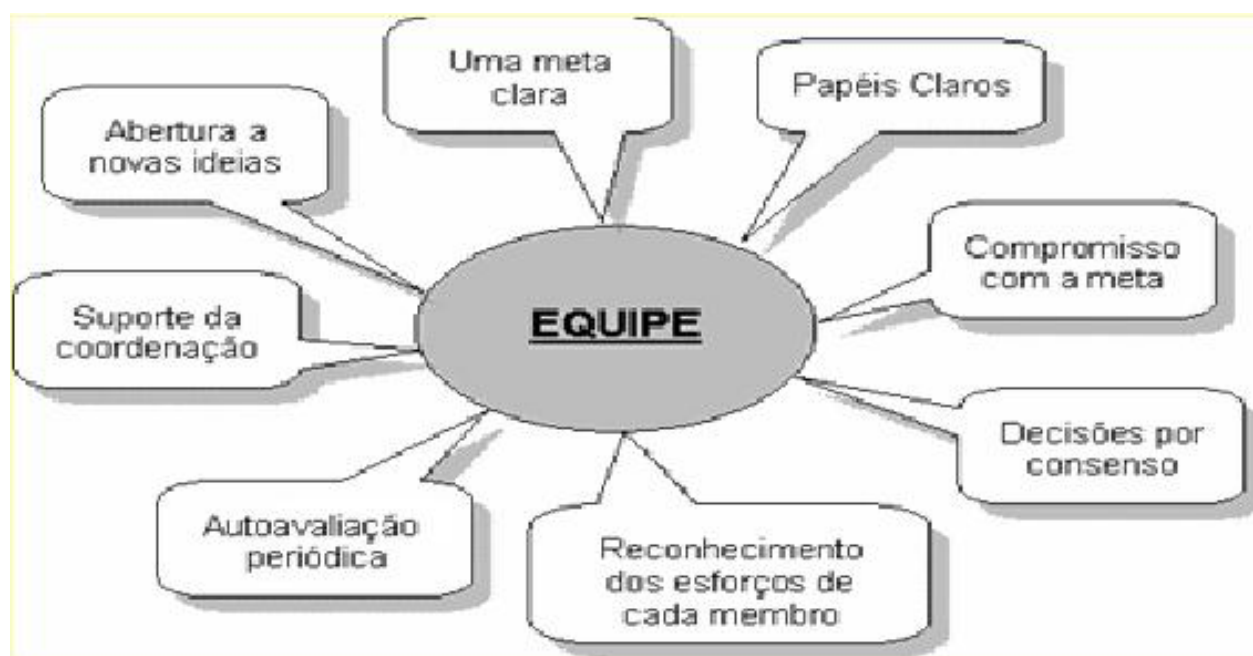 Uma meta
clara
Papéis Claros
Abertura a
novas ideias
Compromisso
com a meta
EQUIPE
Suporte da
coordenação
Decisões por
consenso
Autoavaliação
periódica
Reconhecimento
dos esforços de
cada membro